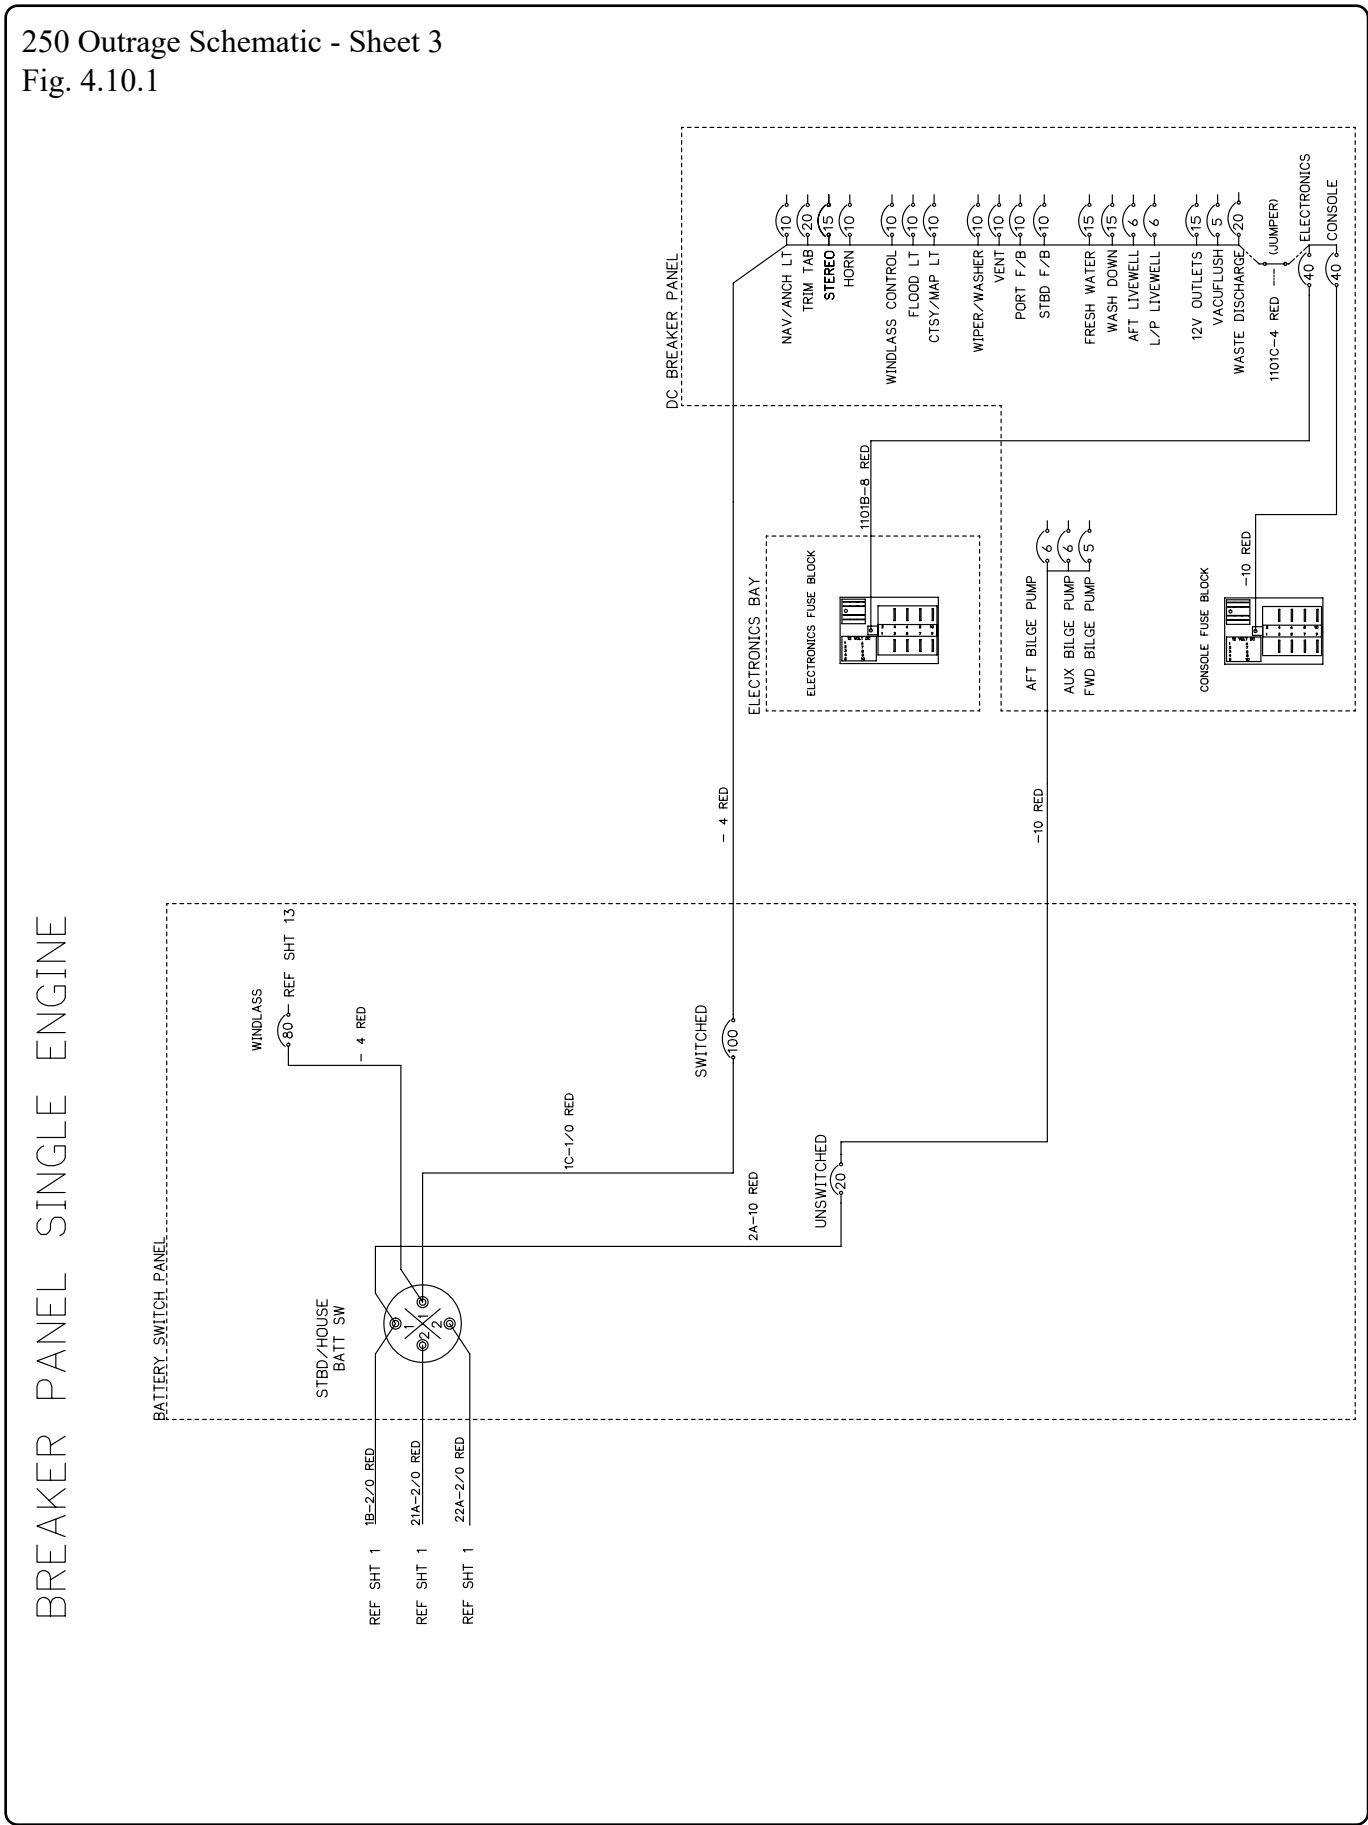 250 Outrage Schematic - Sheet 3
Fig. 4.10.1
BREAKER PANEL SINGLE ENGINE
BATTERY SWITCH PANEL
WINDLASS
80
REF SHT 13
- 4 RED
STBD/HOUSE
BATT SW
1
1
2
2
REF SHT 1 1B-2/0 RED
REF SHT 1 21A-2/0 RED
REF SHT 1 22A-2/0 RED
1C-1/0 RED
SWITCHED
100
2A-10 RED
UNSWITCHED
20
- 4 RED
-10 RED
DC BREAKER PANEL
NAV/ANCH LT 10
TRIM TAB 20
STEREO 15
HORN 10
WINDLASS CONTROL 10
FLOOD LT 10
CTSY/MAP LT 10
WIPER/WASHER 10
VENT 10
PORT F/B 10
STBD F/B 10
FRESH WATER 15
WASH DOWN 15
AFT LIVEWELL 6
L/P LIVEWELL 6
12V OUTLETS 15
VACUFLUSH 5
WASTE DISCHARGE 20
1101C-4 RED ---- (JUMPER)
40 ELECTRONICS
40 CONSOLE
1101B-8 RED
ELECTRONICS BAY
ELECTRONICS FUSE BLOCK
AFT BILGE PUMP 6
AUX BILGE PUMP 6
FWD BILGE PUMP 5
-10 RED
CONSOLE FUSE BLOCK